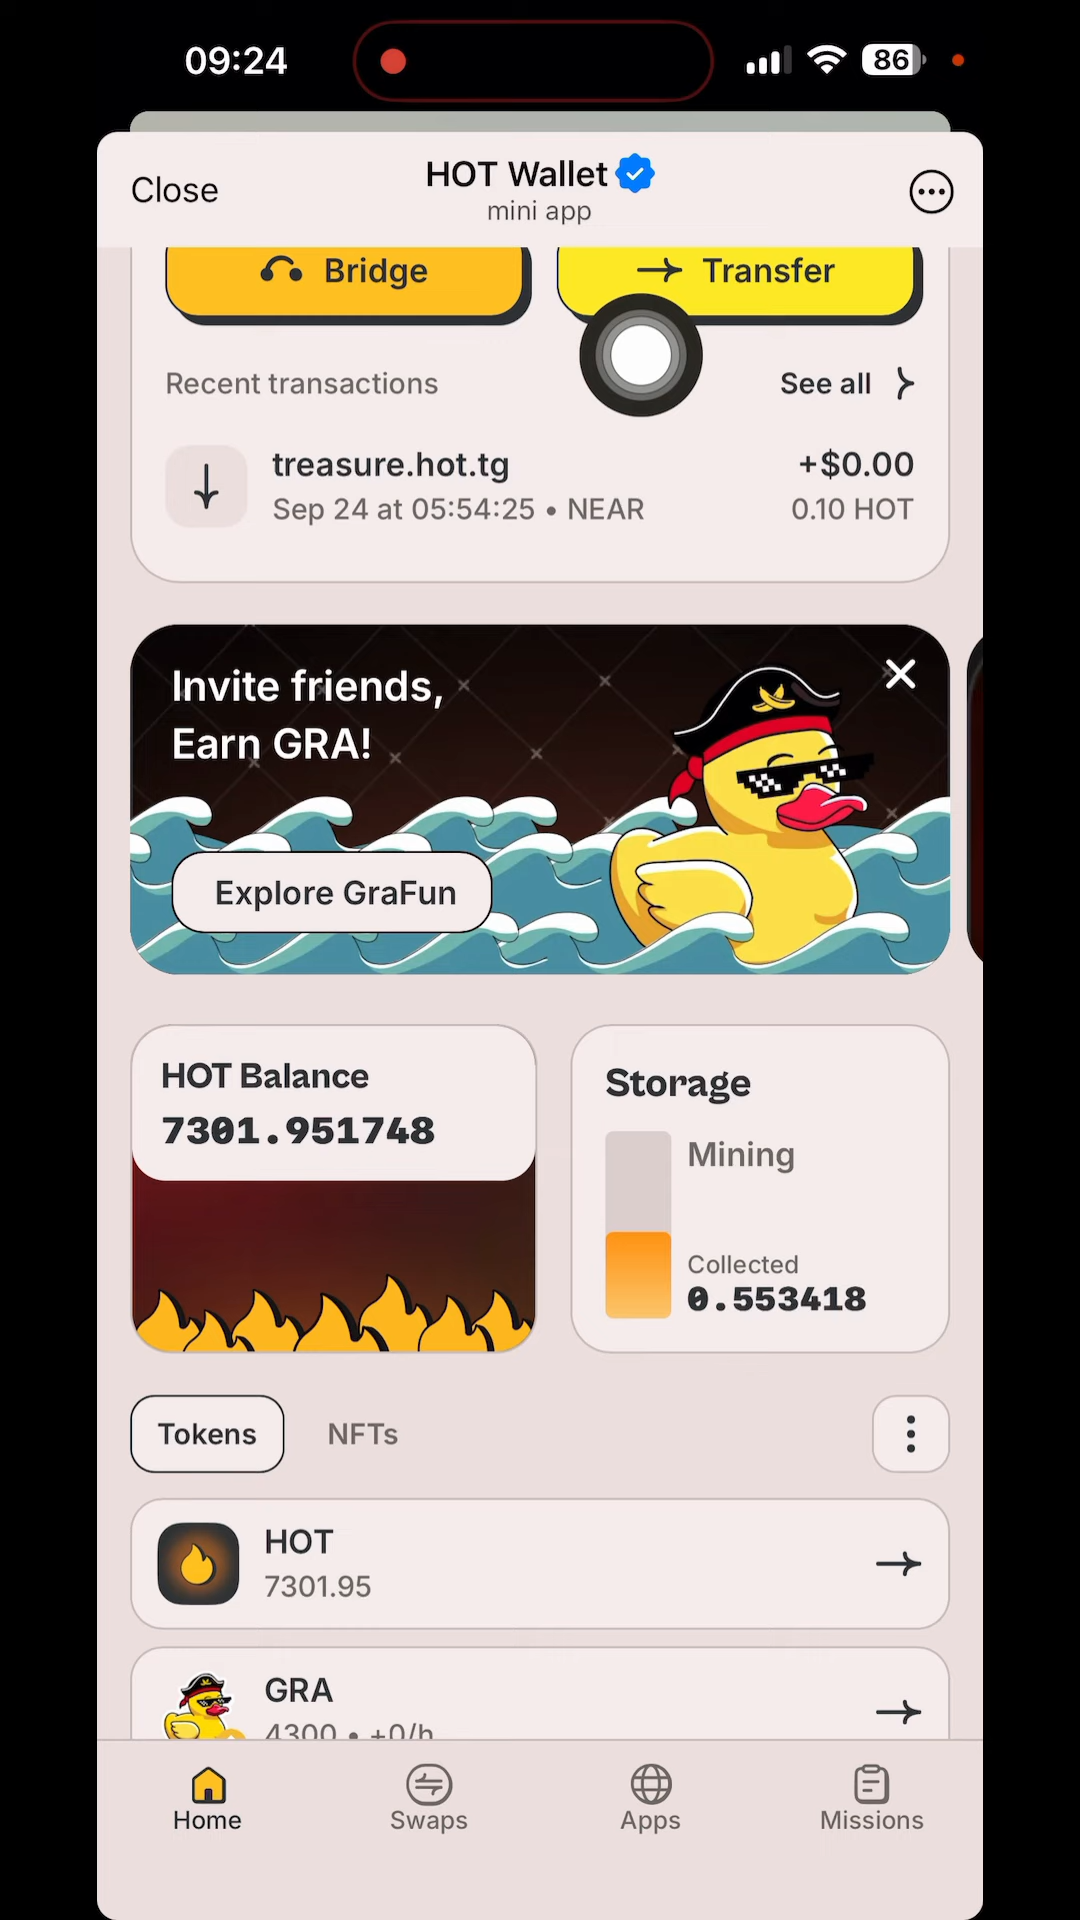 09:24
86
Close
HOT Wallet
mini app
Bridge
Transfer
Recent transactions
See all
treasure.hot.tg
+$0.00
Sep 24 at 05:54:25 • NEAR
0.10 HOT
Invite friends,
Earn GRA!
Explore GraFun
HOT Balance
7301.951748
Storage
Mining
Collected
0.553418
Tokens
NFTs
HOT
7301.95
GRA
4300 • +0/h
Home
Swaps
Apps
Missions